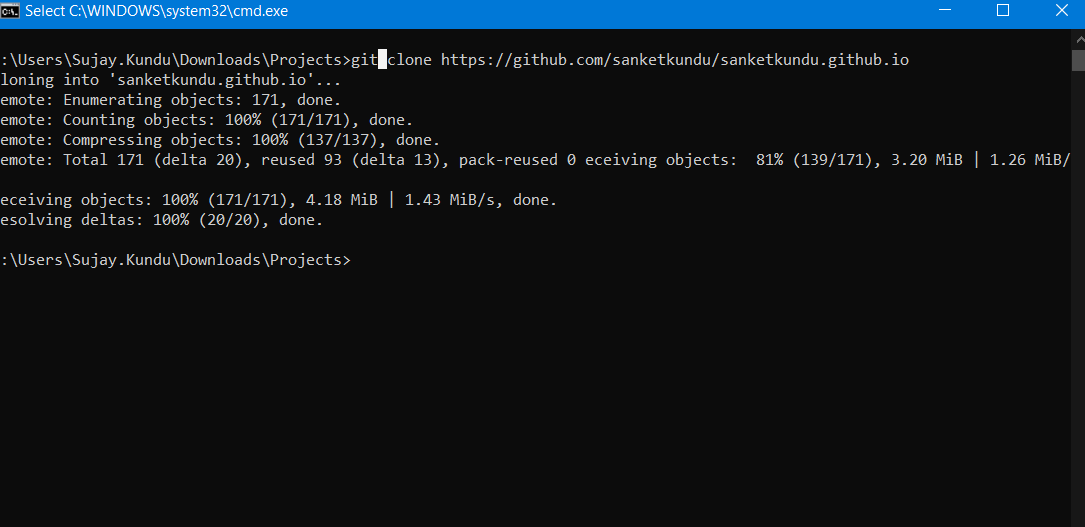 Select C:\WINDOWS\system32\cmd.exe
:\Users\Sujay.Kundu\Downloads\Projects>git clone https://github.com/sanketkundu/sanketkundu.github.io
loning into 'sanketkundu.github.io'...
emote: Enumerating objects: 171, done.
emote: Counting objects: 100% (171/171), done.
emote: Compressing objects: 100% (137/137), done.
emote: Total 171 (delta 20), reused 93 (delta 13), pack-reused 0 eceiving objects:  81% (139/171), 3.20 MiB | 1.26 MiB/
eceiving objects: 100% (171/171), 4.18 MiB | 1.43 MiB/s, done.
esolving deltas: 100% (20/20), done.
:\Users\Sujay.Kundu\Downloads\Projects>